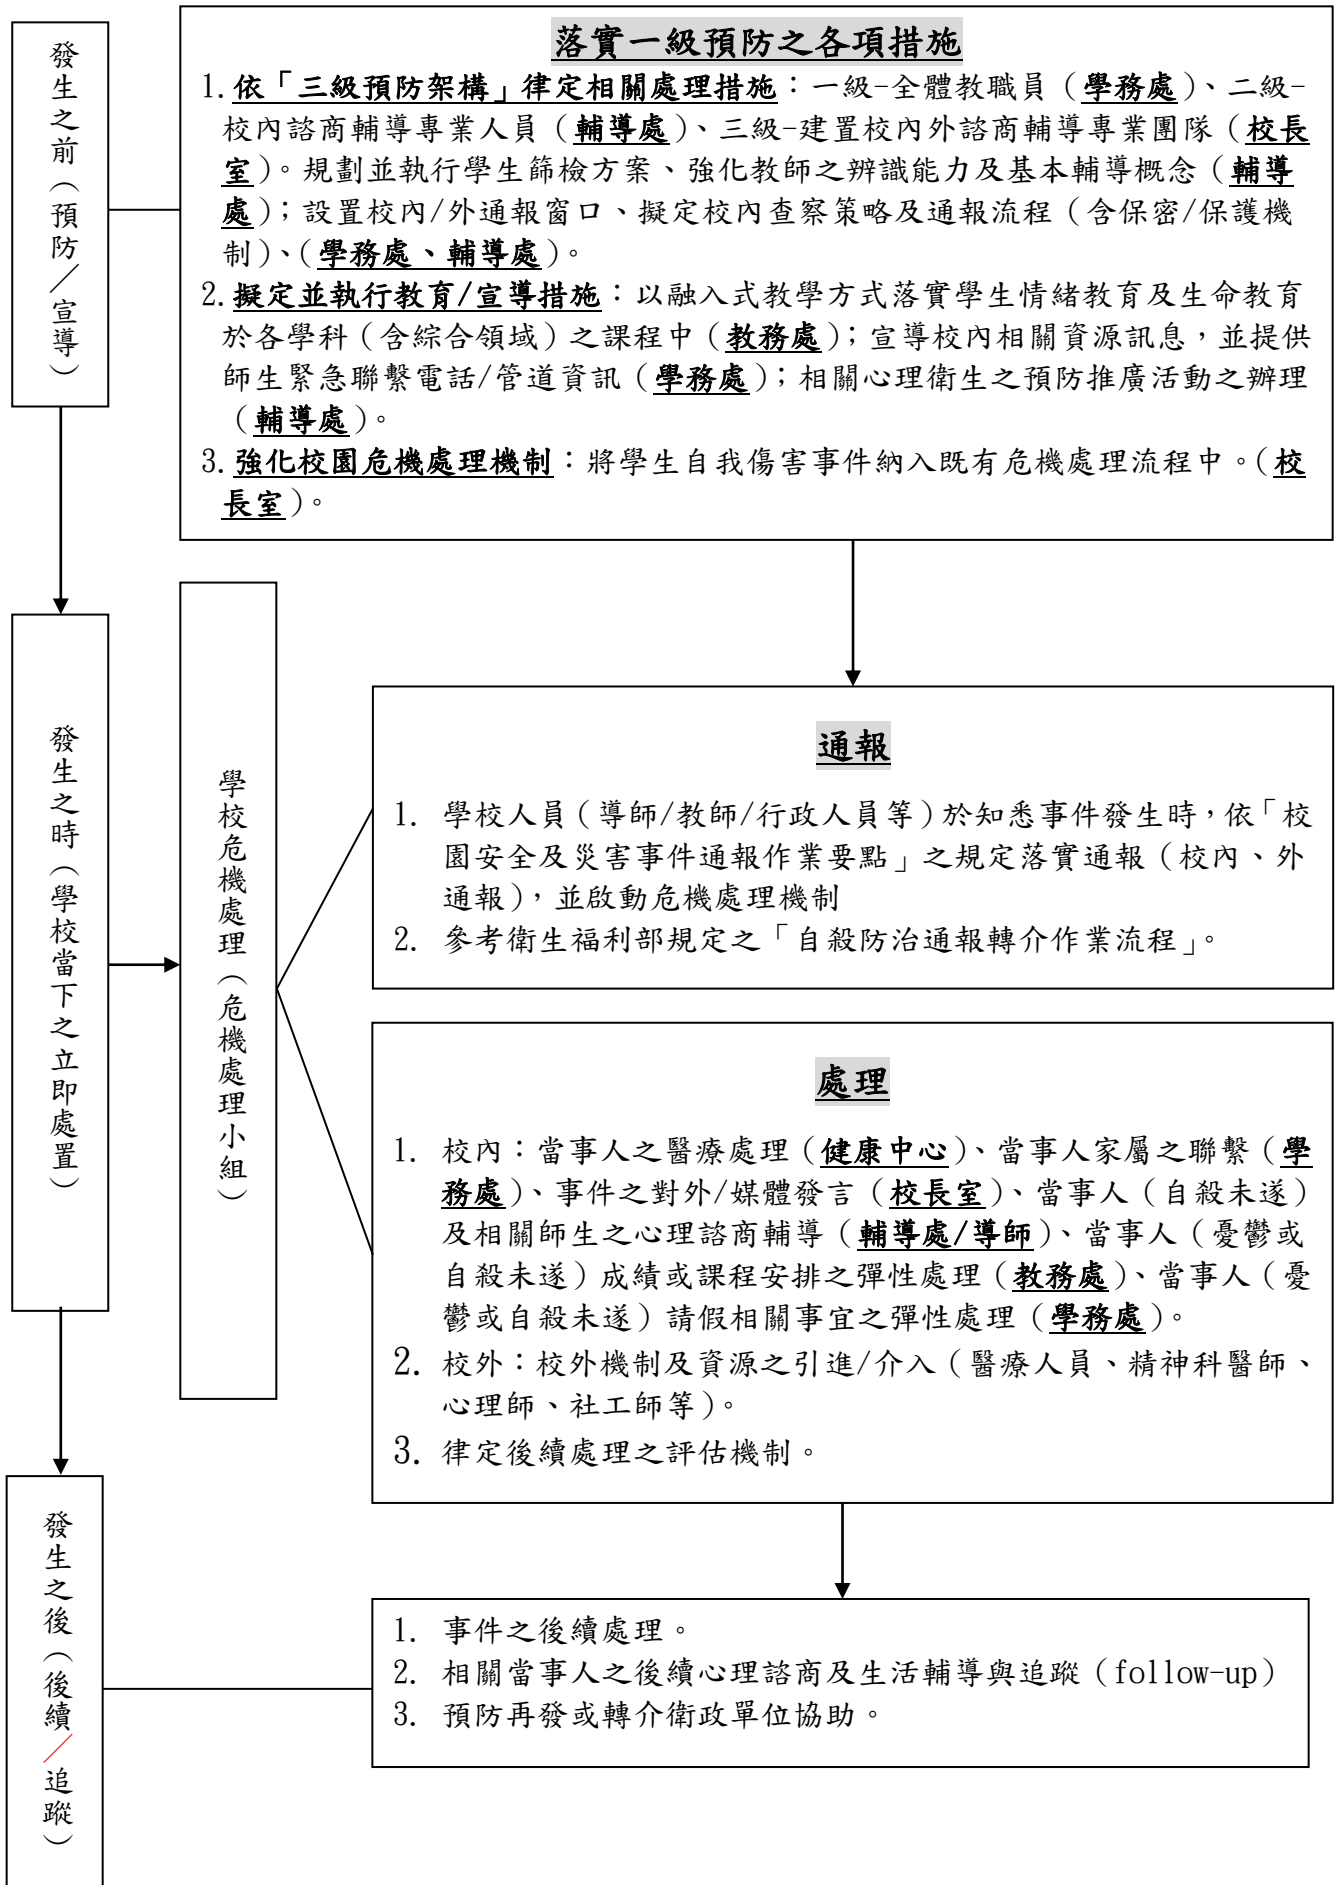 發生之前（預防／宣導）
落實一級預防之各項措施
1.依「三級預防架構」律定相關處理措施：一級-全體教職員（學務處）、二級-
校內諮商輔導專業人員（輔導處）、三級-建置校內外諮商輔導專業團隊（校長
室）。規劃並執行學生篩檢方案、強化教師之辨識能力及基本輔導概念（輔導
處）；設置校內/外通報窗口、擬定校內查察策略及通報流程（含保密/保護機
制）、（學務處、輔導處）。
2.擬定並執行教育/宣導措施：以融入式教學方式落實學生情緒教育及生命教育
於各學科（含綜合領域）之課程中（教務處）；宣導校內相關資源訊息，並提供
師生緊急聯繫電話/管道資訊（學務處）；相關心理衛生之預防推廣活動之辦理
（輔導處）。
3.強化校園危機處理機制：將學生自我傷害事件納入既有危機處理流程中。（校
長室）。
發生之時（學校當下之立即處置）
學校危機處理（危機處理小組）
通報
1. 學校人員（導師/教師/行政人員等）於知悉事件發生時，依「校
園安全及災害事件通報作業要點」之規定落實通報（校內、外
通報），並啟動危機處理機制
2. 參考衛生福利部規定之「自殺防治通報轉介作業流程」。
處理
1. 校內：當事人之醫療處理（健康中心）、當事人家屬之聯繫（學
務處）、事件之對外/媒體發言（校長室）、當事人（自殺未遂）
及相關師生之心理諮商輔導（輔導處/導師）、當事人（憂鬱或
自殺未遂）成績或課程安排之彈性處理（教務處）、當事人（憂
鬱或自殺未遂）請假相關事宜之彈性處理（學務處）。
2. 校外：校外機制及資源之引進/介入（醫療人員、精神科醫師、
心理師、社工師等）。
3. 律定後續處理之評估機制。
發生之後（後續／追蹤）
1. 事件之後續處理。
2. 相關當事人之後續心理諮商及生活輔導與追蹤（follow-up）
3. 預防再發或轉介衛政單位協助。